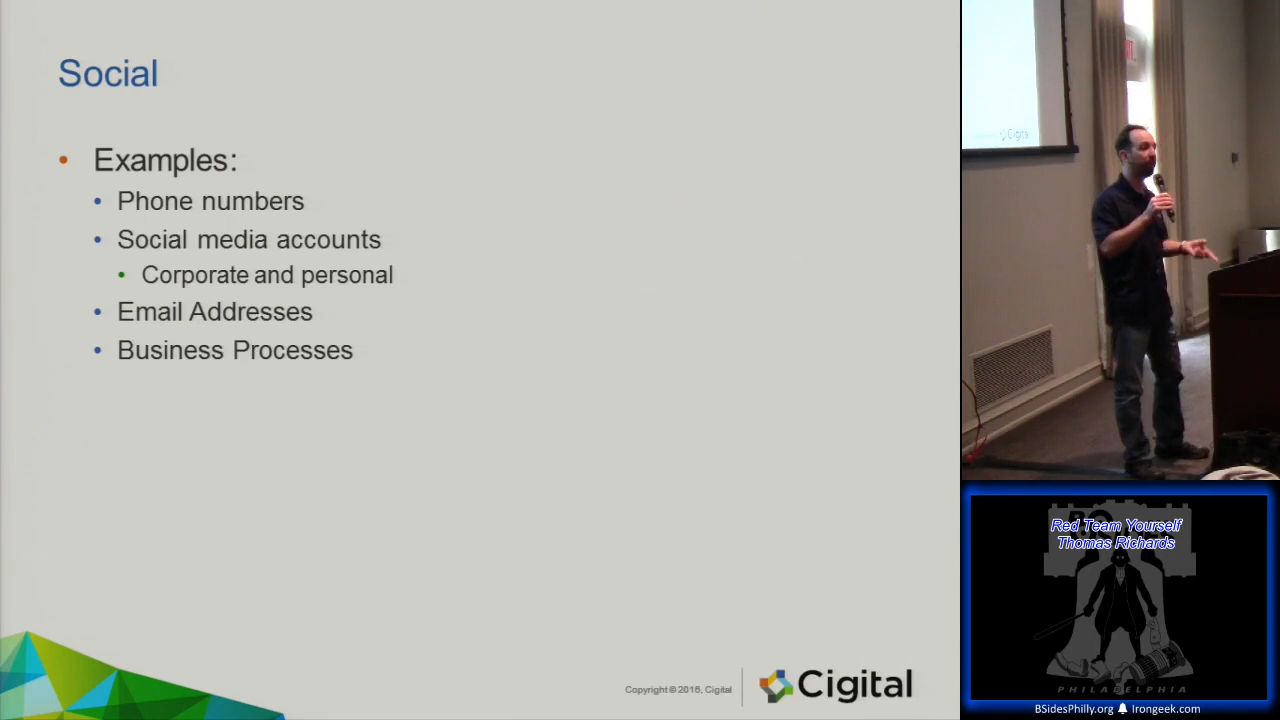 Social
Examples:
Phone numbers
Social media accounts
Corporate and personal
Email Addresses
Business Processes
Copyright © 2016, Cigital
Cigital
Red Team Yourself
Thomas Richards
PHILADELPHIA
BSidesPhilly.org Irongeek.com